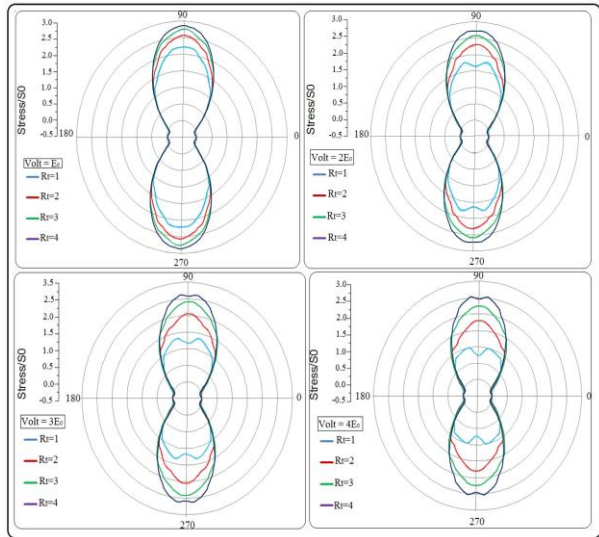 90
3.0
2.5
2.0
1.5
1.0
0.5
0.0
-0.5
Stress/S0
180
0
Volt = E₀
Rt=1
Rt=2
Rt=3
Rt=4
270
90
3.0
2.5
2.0
1.5
1.0
0.5
0.0
-0.5
Stress/S0
180
0
Volt = 2E₀
Rt=1
Rt=2
Rt=3
Rt=4
270
90
3.5
3.0
2.5
2.0
1.5
1.0
0.5
0.0
-0.5
Stress/S0
180
0
Volt = 3E₀
Rt=1
Rt=2
Rt=3
Rt=4
270
90
3.0
2.5
2.0
1.5
1.0
0.5
0.0
-0.5
Stress/S0
180
0
Volt = 4E₀
Rt=1
Rt=2
Rt=3
Rt=4
270